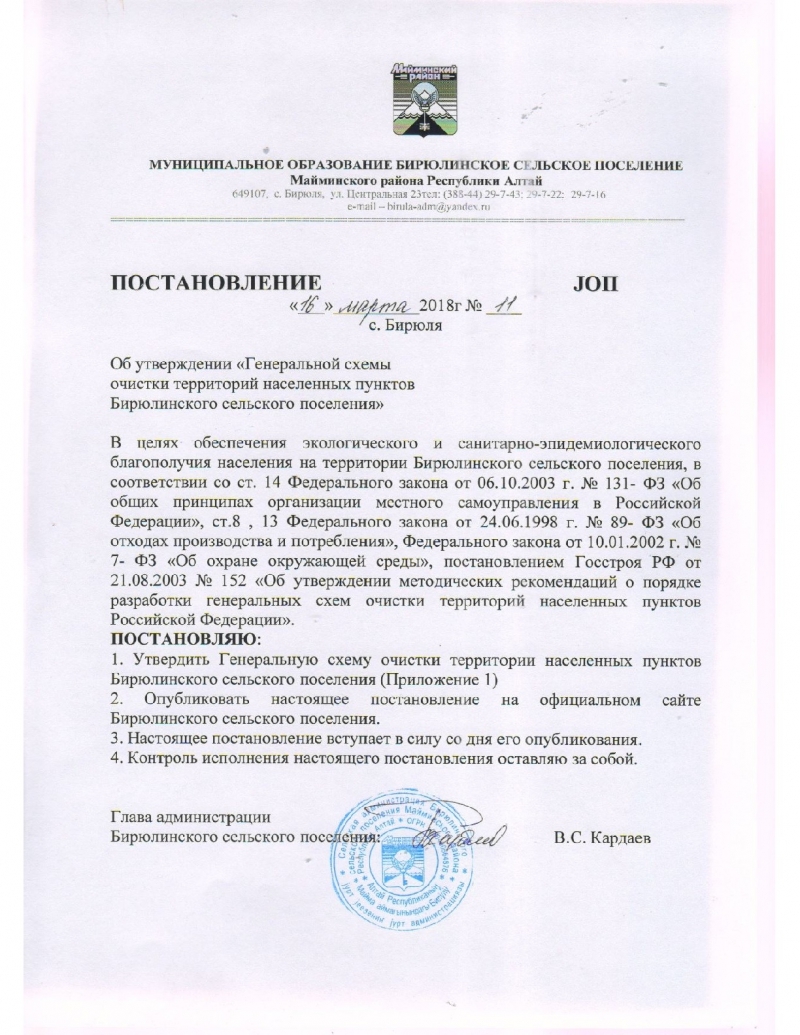 Майминский
район
МУНИЦИПАЛЬНОЕ ОБРАЗОВАНИЕ БИРЮЛИНСКОЕ СЕЛЬСКОЕ ПОСЕЛЕНИЕ
Майминского района Республики Алтай
649107, с. Бирюля, ул. Центральная 23тел: (388-44) 29-7-43; 29-7-22; 29-7-16
e-mail – birula-adm@yandex.ru
ПОСТАНОВЛЕНИЕ JОП
«16» марта 2018г № 11
с. Бирюля
Об утверждении «Генеральной схемы
очистки территорий населенных пунктов
Бирюлинского сельского поселения»
В целях обеспечения экологического и санитарно-эпидемиологического
благополучия населения на территории Бирюлинского сельского поселения, в
соответствии со ст. 14 Федерального закона от 06.10.2003 г. № 131- ФЗ «Об
общих принципах организации местного самоуправления в Российской
Федерации», ст.8 , 13 Федерального закона от 24.06.1998 г. № 89- ФЗ «Об
отходах производства и потребления», Федерального закона от 10.01.2002 г. №
7- ФЗ «Об охране окружающей среды», постановлением Госстроя РФ от
21.08.2003 № 152 «Об утверждении методических рекомендаций о порядке
разработки генеральных схем очистки территорий населенных пунктов
Российской Федерации».
ПОСТАНОВЛЯЮ:
1. Утвердить Генеральную схему очистки территории населенных пунктов
Бирюлинского сельского поселения (Приложение 1)
2. Опубликовать настоящее постановление на официальном сайте
Бирюлинского сельского поселения.
3. Настоящее постановление вступает в силу со дня его опубликования.
4. Контроль исполнения настоящего постановления оставляю за собой.
Глава администрации
Бирюлинского сельского поселения: В.С. Кардаев
Сельская администрация Бирюлинского
сельского поселения Майминского района